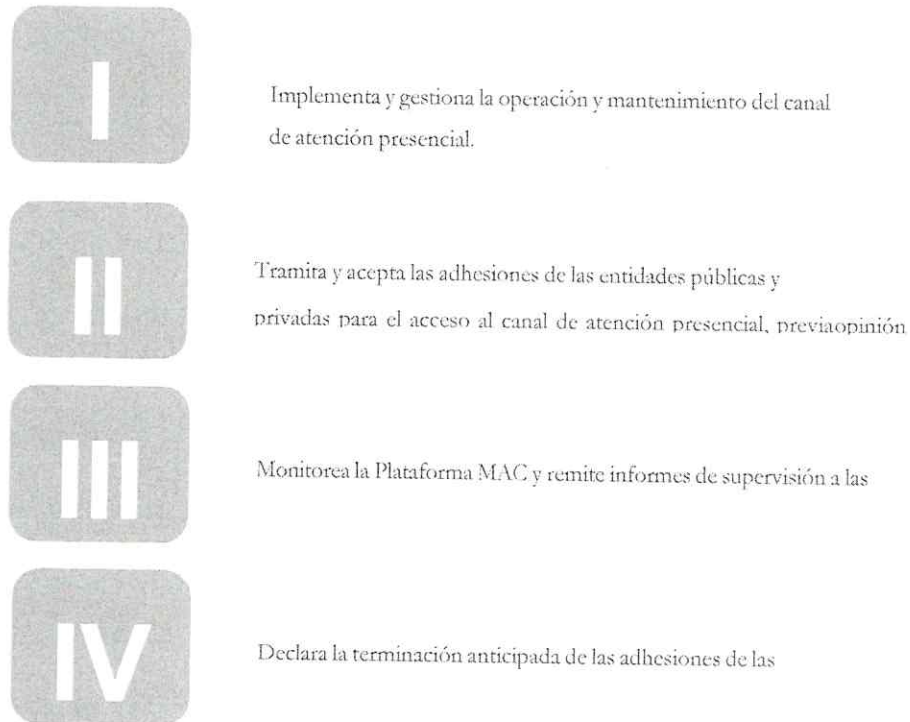 I
Implementa y gestiona la operación y mantenimiento del canal
de atención presencial.
II
Tramita y acepta las adhesiones de las entidades públicas y
privadas para el acceso al canal de atención presencial, previaopinión
III
Monitorea la Plataforma MAC y remite informes de supervisión a las
IV
Declara la terminación anticipada de las adhesiones de las